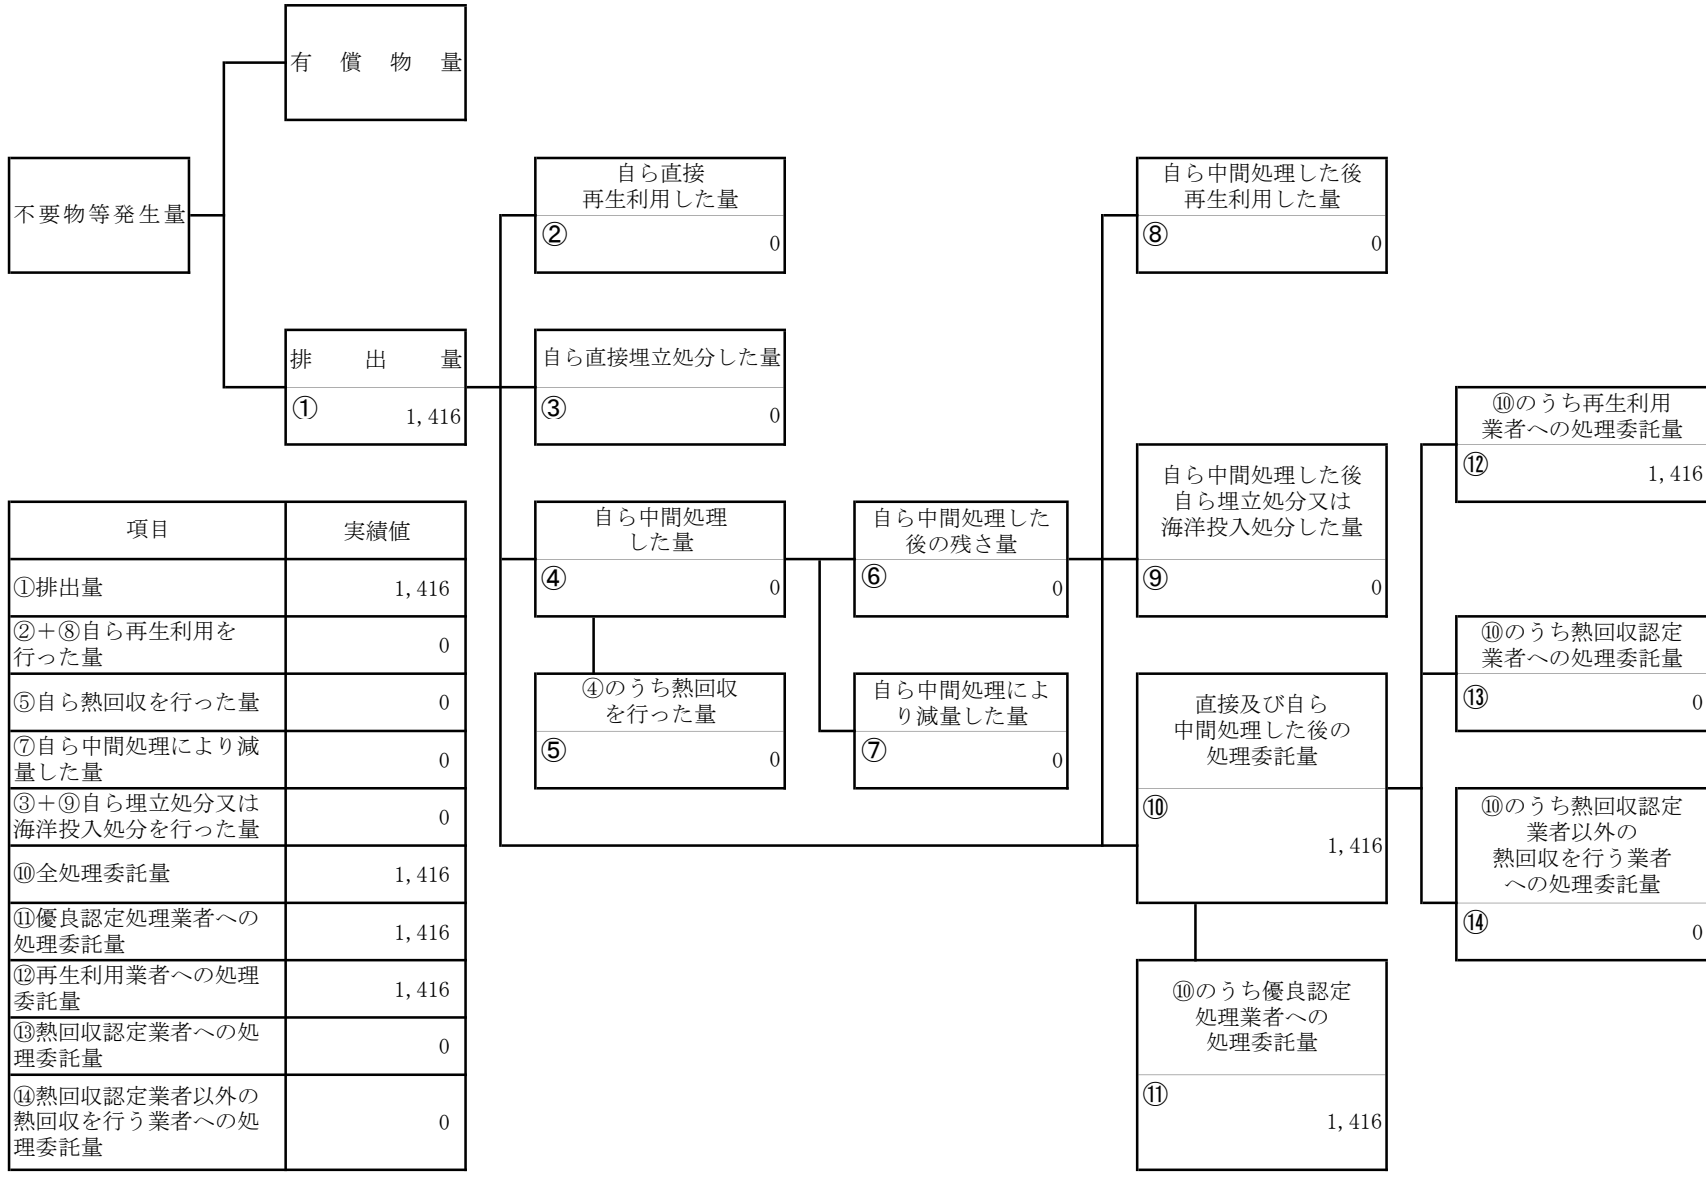 有償物量
不要物等発生量
自ら直接
再生利用した量
② 0
自ら中間処理した後
再生利用した量
⑧ 0
排出量
① 1,416
自ら直接埋立処分した量
③ 0
⑩のうち再生利用
業者への処理委託量
⑫ 1,416
自ら中間処理
した量
④ 0
自ら中間処理した
後の残さ量
⑥ 0
自ら中間処理した後
自ら埋立処分又は
海洋投入処分した量
⑨ 0
⑩のうち熱回収認定
業者への処理委託量
⑬ 0
④のうち熱回収
を行った量
⑤ 0
自ら中間処理によ
り減量した量
⑦ 0
直接及び自ら
中間処理した後の
処理委託量
⑩
1,416
⑩のうち熱回収認定
業者以外の
熱回収を行う業者
への処理委託量
⑭ 0
⑩のうち優良認定
処理業者への
処理委託量
⑪
1,416
項目 実績値
①排出量 1,416
②+⑧自ら再生利用を
行った量 0
⑤自ら熱回収を行った量 0
⑦自ら中間処理により減
量した量 0
③+⑨自ら埋立処分又は
海洋投入処分を行った量 0
⑩全処理委託量 1,416
⑪優良認定処理業者への
処理委託量 1,416
⑫再生利用業者への処理
委託量 1,416
⑬熱回収認定業者への処
理委託量 0
⑭熱回収認定業者以外の
熱回収を行う業者への処
理委託量 0